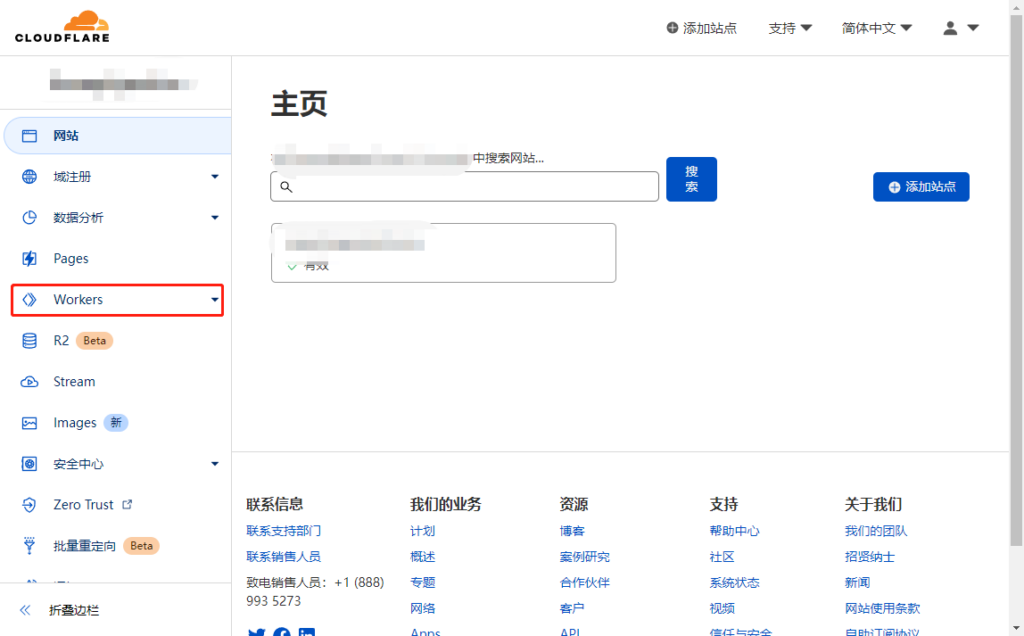 CLOUDFLARE
添加站点
支持
简体中文
网站
域注册
数据分析
Pages
Workers
R2 Beta
Stream
Images 新
安全中心
Zero Trust
批量重定向 Beta
折叠边栏
主页
中搜索网站...
搜索
添加站点
有效
联系信息
联系支持部门
联系销售人员
致电销售人员：+1 (888)
993 5273
我们的业务
计划
概述
专题
网络
Apps
资源
博客
案例研究
合作伙伴
客户
API
支持
帮助中心
社区
系统状态
视频
信任与安全
关于我们
我们的团队
招贤纳士
新闻
网站使用条款
自助订阅协议